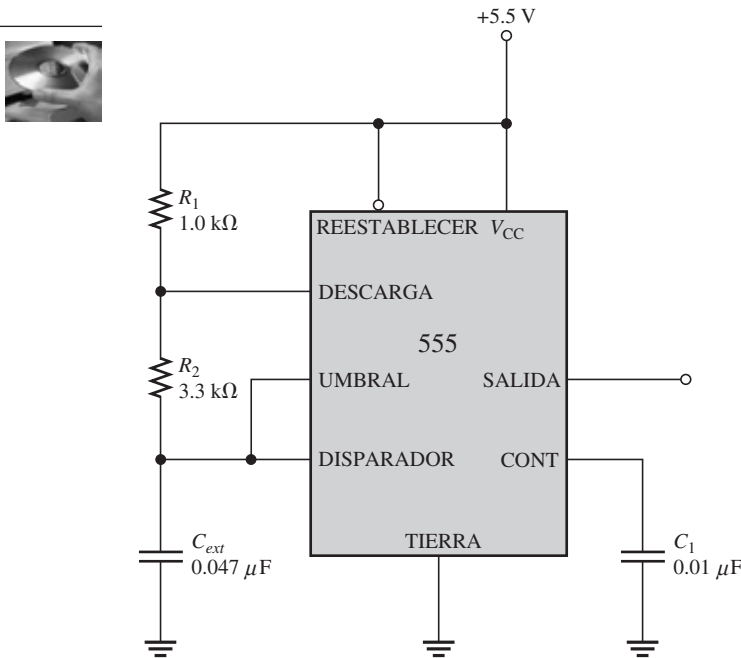 +5.5 V
R1
1.0 kΩ
REESTABLECER VCC
DESCARGA
555
R2
3.3 kΩ
UMBRAL
SALIDA
DISPARADOR
CONT
TIERRA
Cext
0.047 μF
C1
0.01 μF